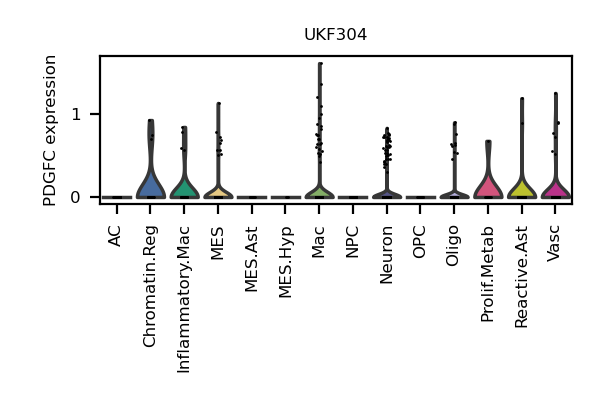 UKF304
PDGFC expression
1
0
AC
Chromatin.Reg
Inflammatory.Mac
MES
MES.Ast
MES.Hyp
Mac
NPC
Neuron
OPC
Oligo
Prolif.Metab
Reactive.Ast
Vasc